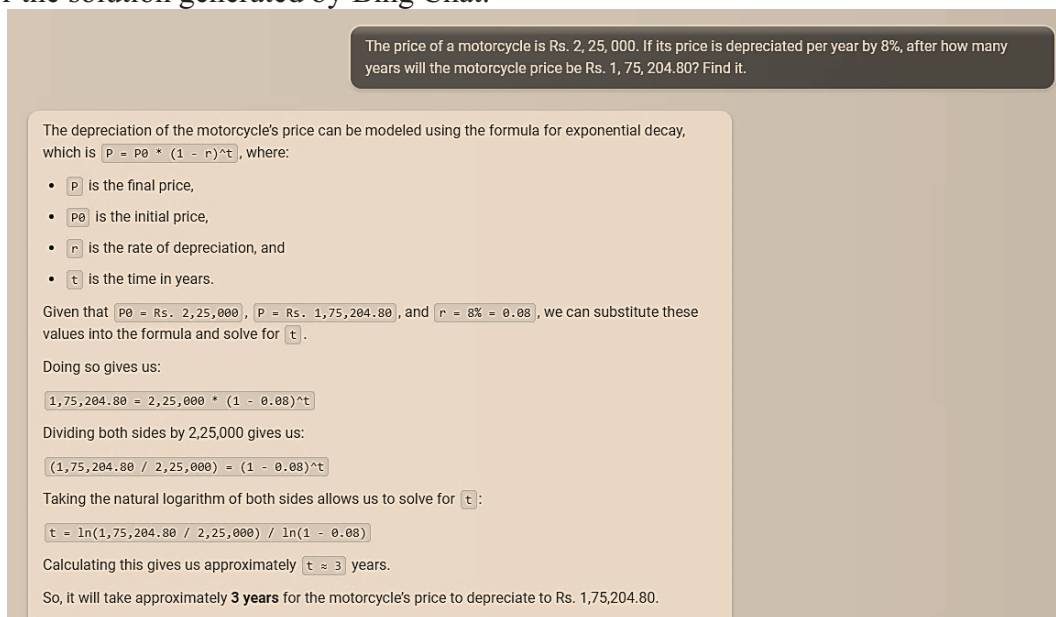 the solution generated by Bing Chat.
The price of a motorcycle is Rs. 2, 25, 000. If its price is depreciated per year by 8%, after how many
years will the motorcycle price be Rs. 1, 75, 204.80? Find it.
The depreciation of the motorcycle's price can be modeled using the formula for exponential decay,
which is P = P0 * (1 - r)^t, where:
• P is the final price,
• P0 is the initial price,
• r is the rate of depreciation, and
• t is the time in years.
Given that P0 = Rs. 2,25,000, P = Rs. 1,75,204.80, and r = 8% = 0.08, we can substitute these
values into the formula and solve for t.
Doing so gives us:
1,75,204.80 = 2,25,000 * (1 - 0.08)^t
Dividing both sides by 2,25,000 gives us:
(1,75,204.80 / 2,25,000) = (1 - 0.08)^t
Taking the natural logarithm of both sides allows us to solve for t:
t = ln(1,75,204.80 / 2,25,000) / ln(1 - 0.08)
Calculating this gives us approximately t ≈ 3 years.
So, it will take approximately 3 years for the motorcycle's price to depreciate to Rs. 1,75,204.80.